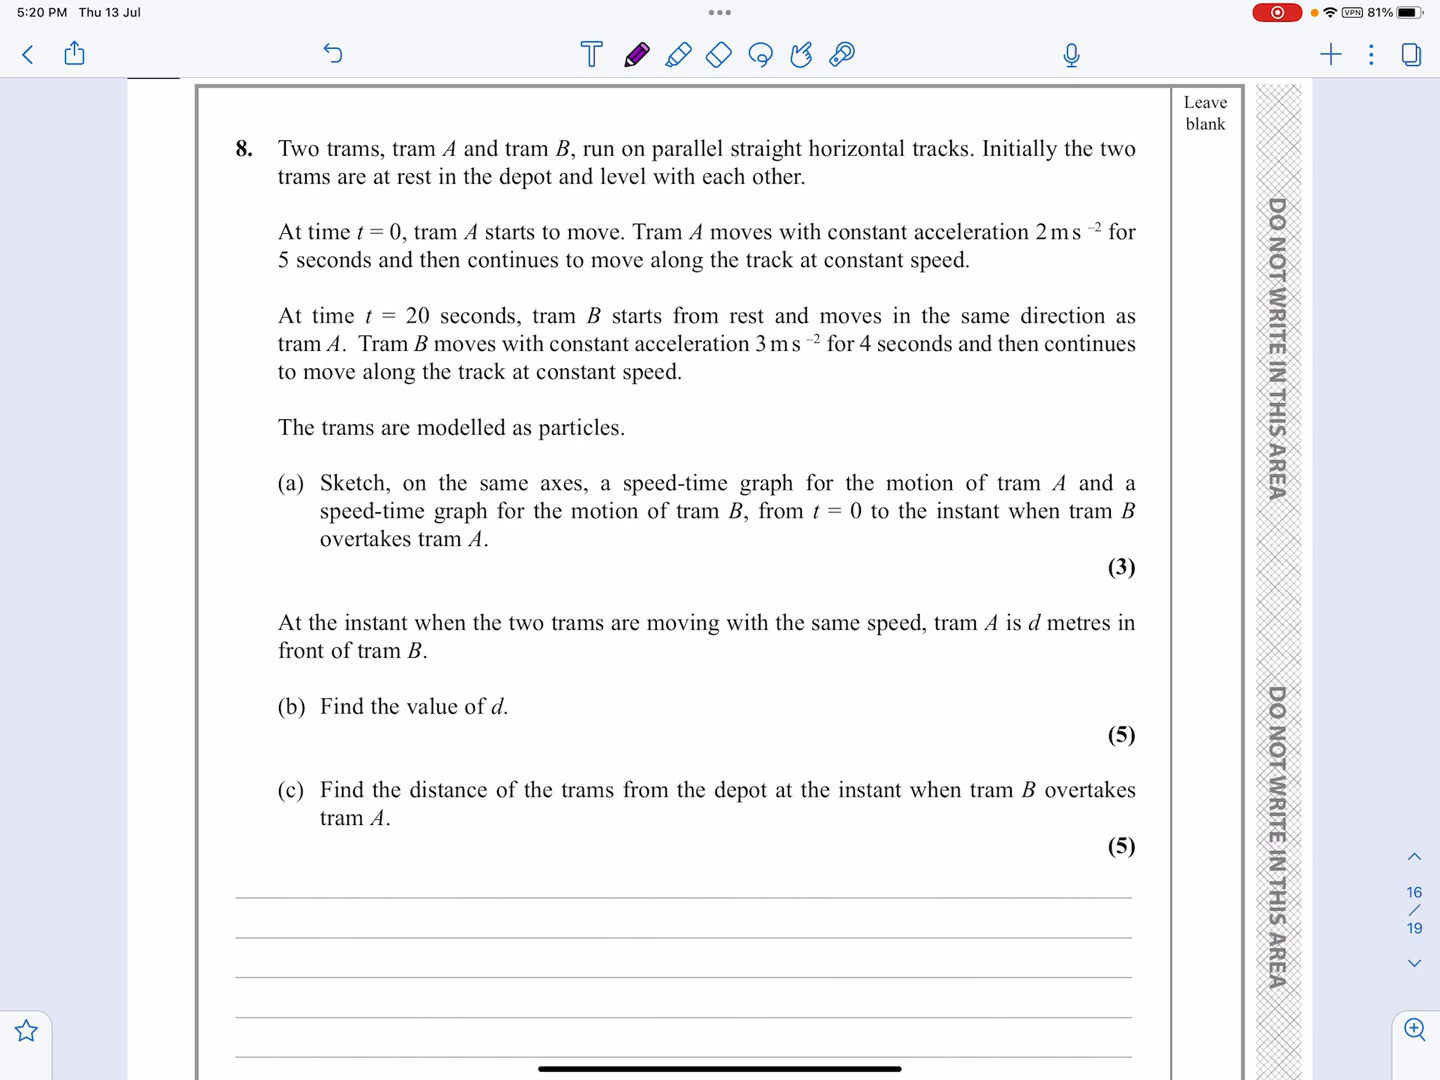 5:20 PM Thu 13 Jul
VPN 81%
T
Leave
blank
8. Two trams, tram A and tram B, run on parallel straight horizontal tracks. Initially the two
trams are at rest in the depot and level with each other.
At time t = 0, tram A starts to move. Tram A moves with constant acceleration 2 m s⁻² for
5 seconds and then continues to move along the track at constant speed.
At time t = 20 seconds, tram B starts from rest and moves in the same direction as
tram A. Tram B moves with constant acceleration 3 m s⁻² for 4 seconds and then continues
to move along the track at constant speed.
The trams are modelled as particles.
(a) Sketch, on the same axes, a speed-time graph for the motion of tram A and a
speed-time graph for the motion of tram B, from t = 0 to the instant when tram B
overtakes tram A.
(3)
At the instant when the two trams are moving with the same speed, tram A is d metres in
front of tram B.
(b) Find the value of d.
(5)
(c) Find the distance of the trams from the depot at the instant when tram B overtakes
tram A.
(5)
DO NOT WRITE IN THIS AREA
DO NOT WRITE IN THIS AREA
16
/
19